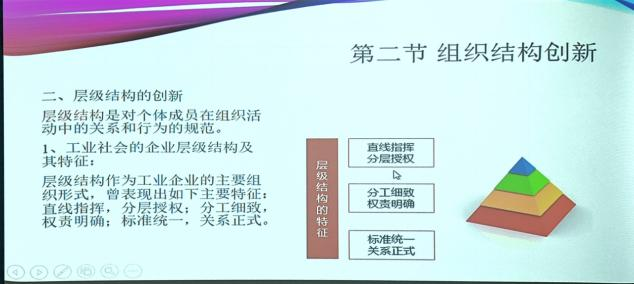 第二节 组织结构创新
二、层级结构的创新
层级结构是对个体成员在组织活
动中的关系和行为的规范。
1、工业社会的企业层级结构及
其特征：
层级结构作为工业企业的主要组
织形式，曾表现出如下主要特征：
直线指挥，分层授权；分工细致，
权责明确；标准统一，关系正式。
层级结构的特征
直线指挥
分层授权
分工细致
权责明确
标准统一
关系正式